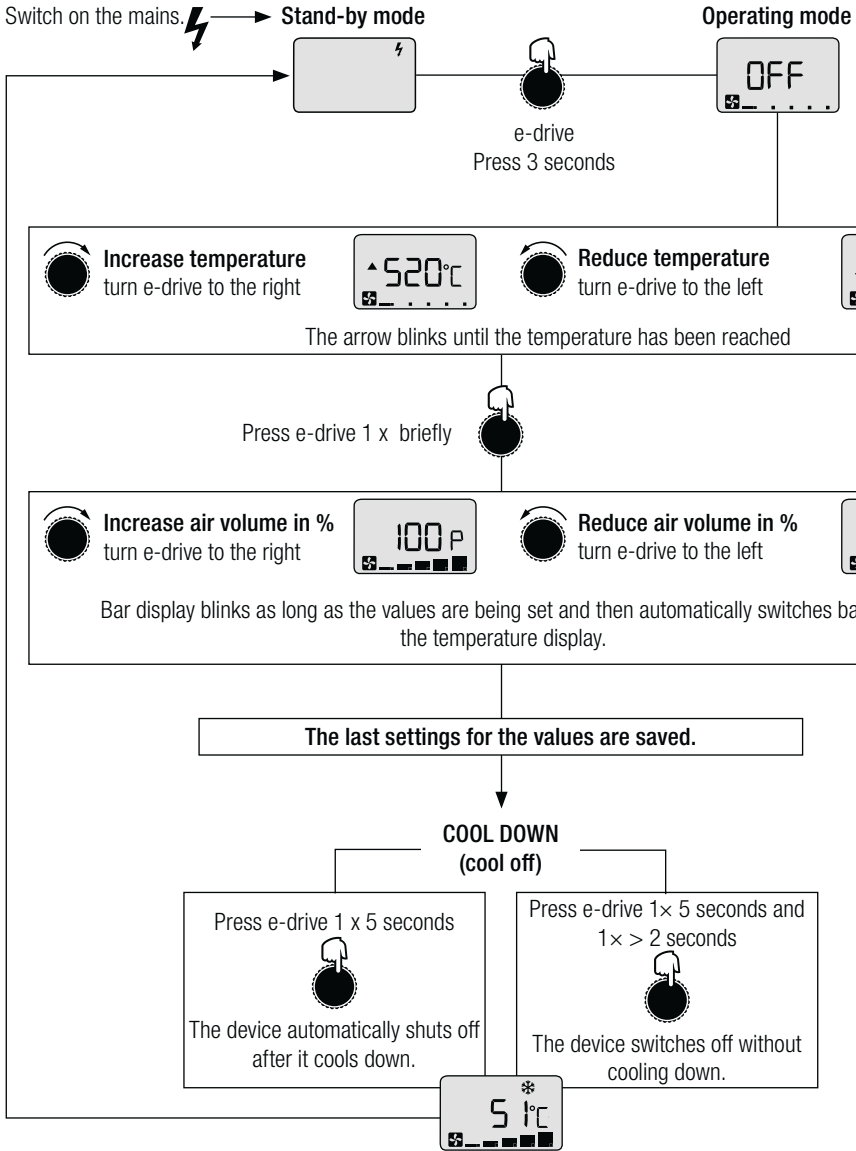 Switch on the mains.
Stand-by mode
Operating mode
OFF
e-drive
Press 3 seconds
Increase temperature
turn e-drive to the right
520°C
Reduce temperature
turn e-drive to the left
The arrow blinks until the temperature has been reached
Press e-drive 1 x briefly
Increase air volume in %
turn e-drive to the right
100 P
Reduce air volume in %
turn e-drive to the left
Bar display blinks as long as the values are being set and then automatically switches
the temperature display.
The last settings for the values are saved.
COOL DOWN
(cool off)
Press e-drive 1 x 5 seconds
The device automatically shuts off
after it cools down.
Press e-drive 1× 5 seconds and
1× > 2 seconds
The device switches off without
cooling down.
51°C